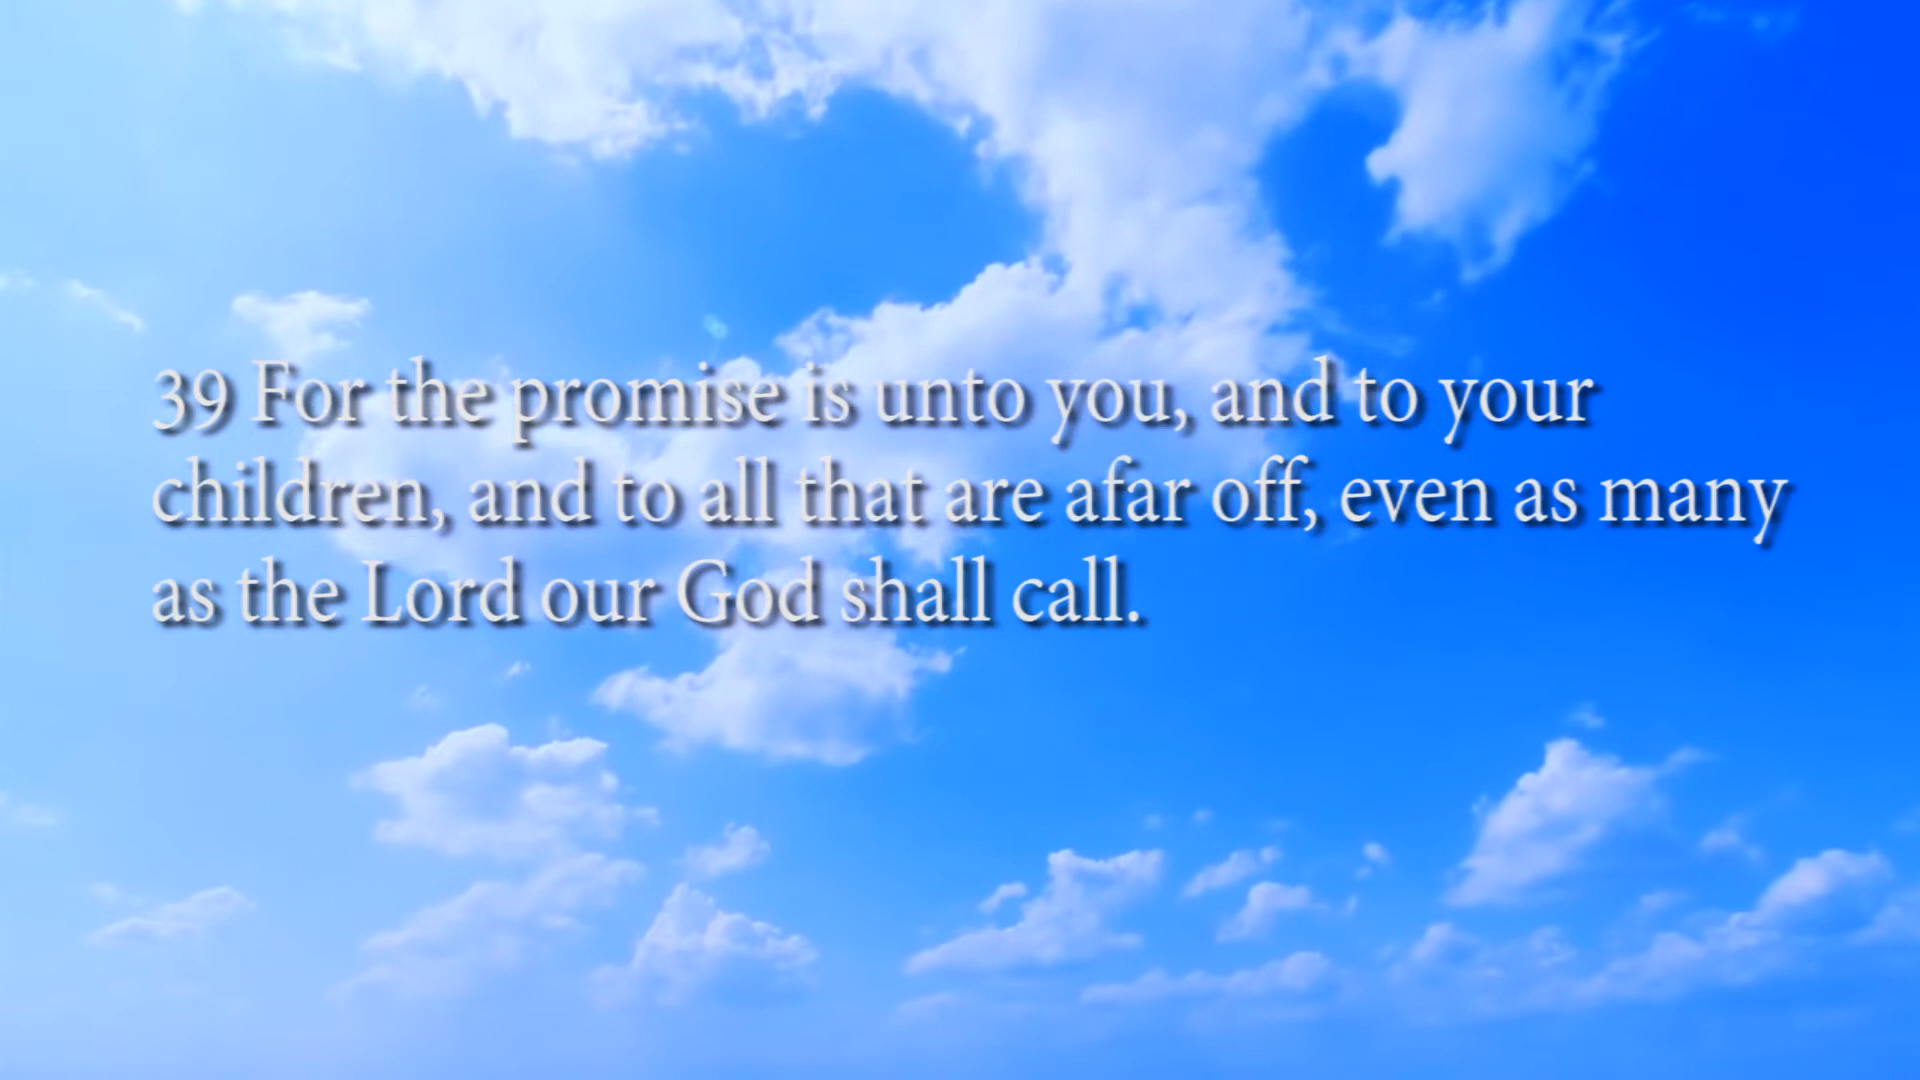 39 For the promise is unto you, and to your
children, and to all that are afar off, even as many
as the Lord our God shall call.